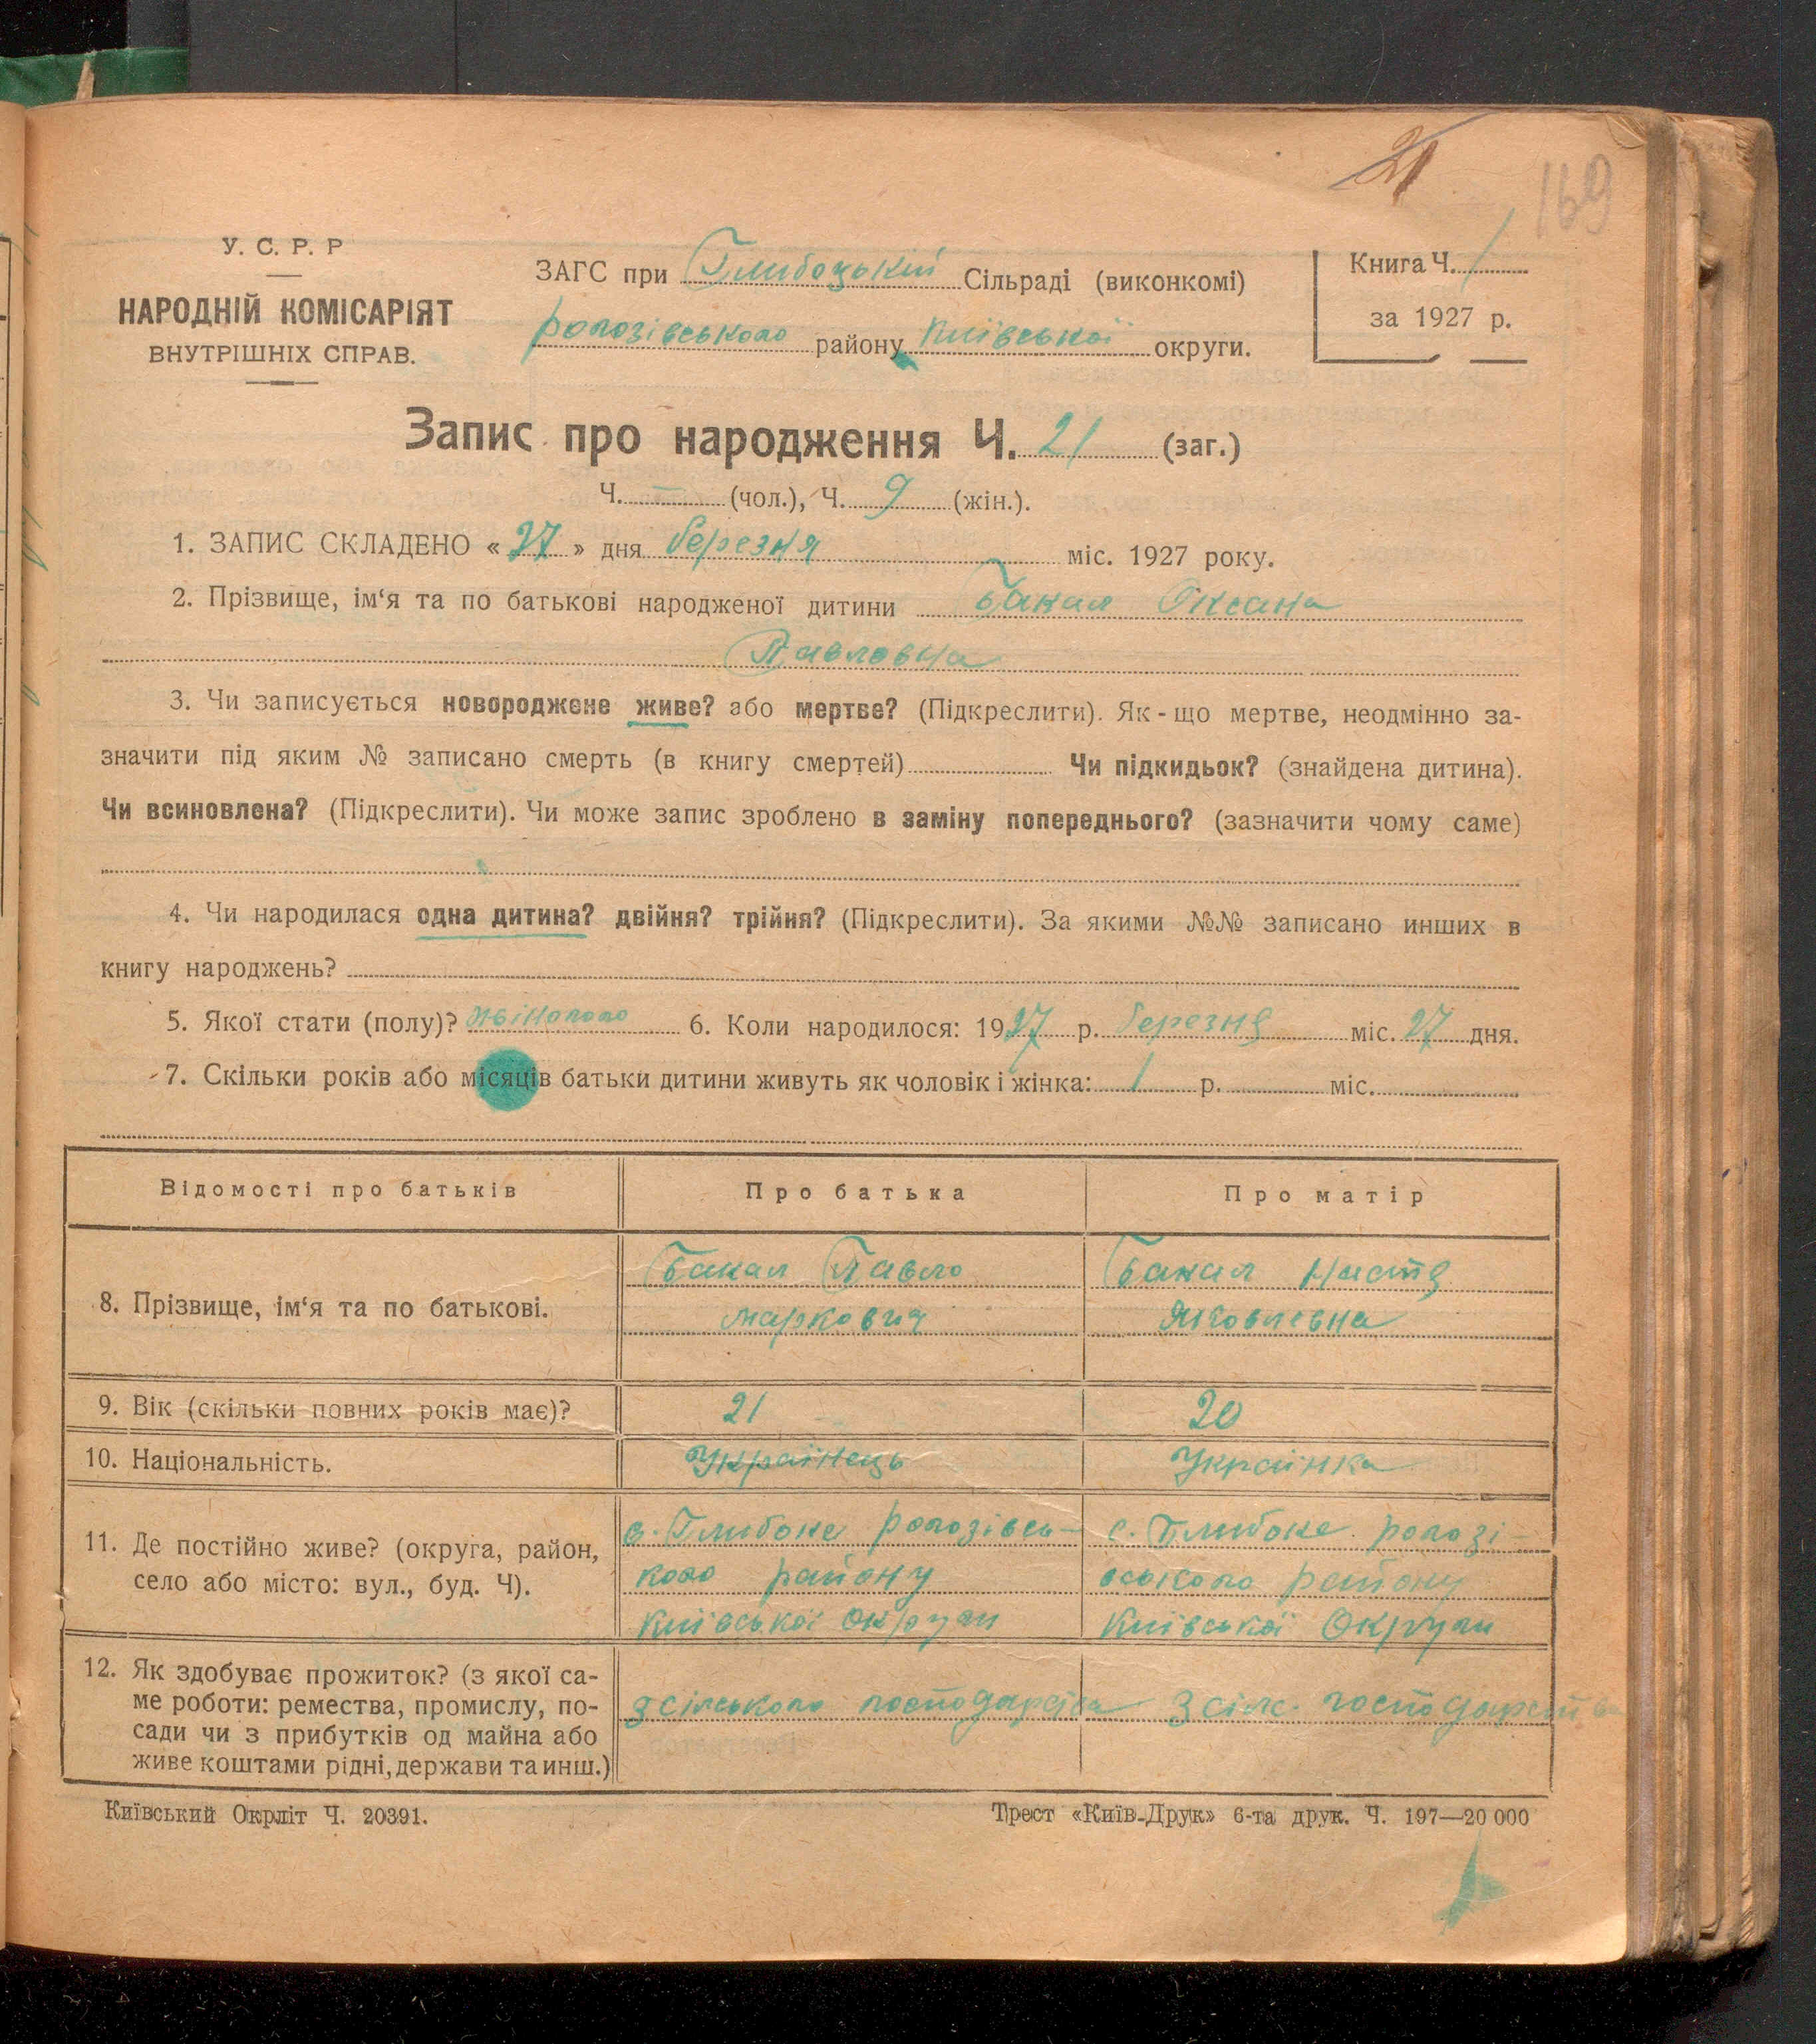 21
169
У. С. Р. Р
НАРОДНІЙ КОМІСАРІЯТ
ВНУТРІШНІХ СПРАВ.
ЗАГС при Глибоцькій Сільраді (виконкомі)
рогозівського району Київської округи.
Книга Ч. 1
за 1927 р.
Запис про народження Ч. 21 (заг.)
Ч. — (чол.), Ч. 9 (жін.).
1. ЗАПИС СКЛАДЕНО « 27 » дня березня міс. 1927 року.
2. Прізвище, ім‘я та по батькові народженої дитини Бакал Оксана
Павловна
3. Чи записується новороджене живе? або мертве? (Підкреслити). Як - що мертве, неодмінно за-
значити під яким № записано смерть (в книгу смертей) Чи підкидьок? (знайдена дитина).
Чи всиновлена? (Підкреслити). Чи може запис зроблено в заміну попереднього? (зазначити чому саме)
4. Чи народилася одна дитина? двійня? трійня? (Підкреслити). За якими №№ записано инших в
книгу народжень?
5. Якої стати (полу)? жіночого 6. Коли народилося: 1927 р. березня міс. 27 дня.
7. Скільки років або місяців батьки дитини живуть як чоловік і жінка: 1 р. міс.
Відомості про батьків Про батька Про матір
8. Прізвище, ім‘я та по батькові.
Бакал Павло
Маркович
Бакал Настя
Яковлевна
9. Вік (скільки повних років має)? 21 20
10. Національність. Українець Українка
11. Де постійно живе? (округа, район,
село або місто: вул., буд. Ч).
с. Глибоке рогозівсь-
кого району
Київської Округи
с. Глибоке рогозі-
ського району
Київської Округи
12. Як здобуває прожиток? (з якої са-
ме роботи: ремества, промислу, по-
сади чи з прибутків од майна або
живе коштами рідні, держави та инш.)
з сільського господарства
з сілс. господарства
Київський Окрліт Ч. 20391.
Трест «Київ-Друк» 6-та друк. Ч. 197—20 000